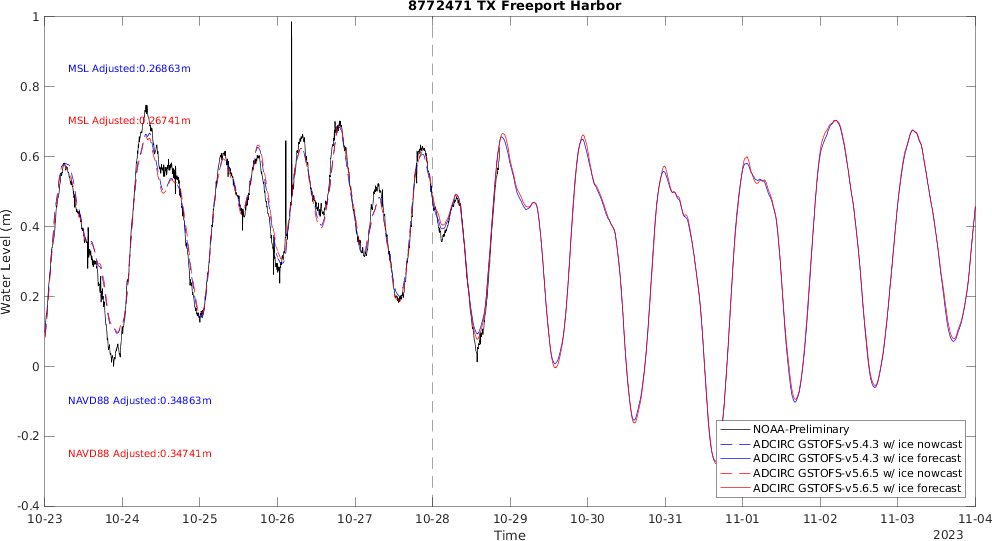 8772471 TX Freeport Harbor
1
0.8
0.6
0.4
0.2
0
-0.2
-0.4
Water Level (m)
MSL Adjusted:0.26863m
MSL Adjusted:0.26741m
NAVD88 Adjusted:0.34863m
NAVD88 Adjusted:0.34741m
NOAA-Preliminary
ADCIRC GSTOFS-v5.4.3 w/ ice nowcast
ADCIRC GSTOFS-v5.4.3 w/ ice forecast
ADCIRC GSTOFS-v5.6.5 w/ ice nowcast
ADCIRC GSTOFS-v5.6.5 w/ ice forecast
10-23 10-24 10-25 10-26 10-27 10-28 10-29 10-30 10-31 11-01 11-02 11-03 11-04
Time
2023